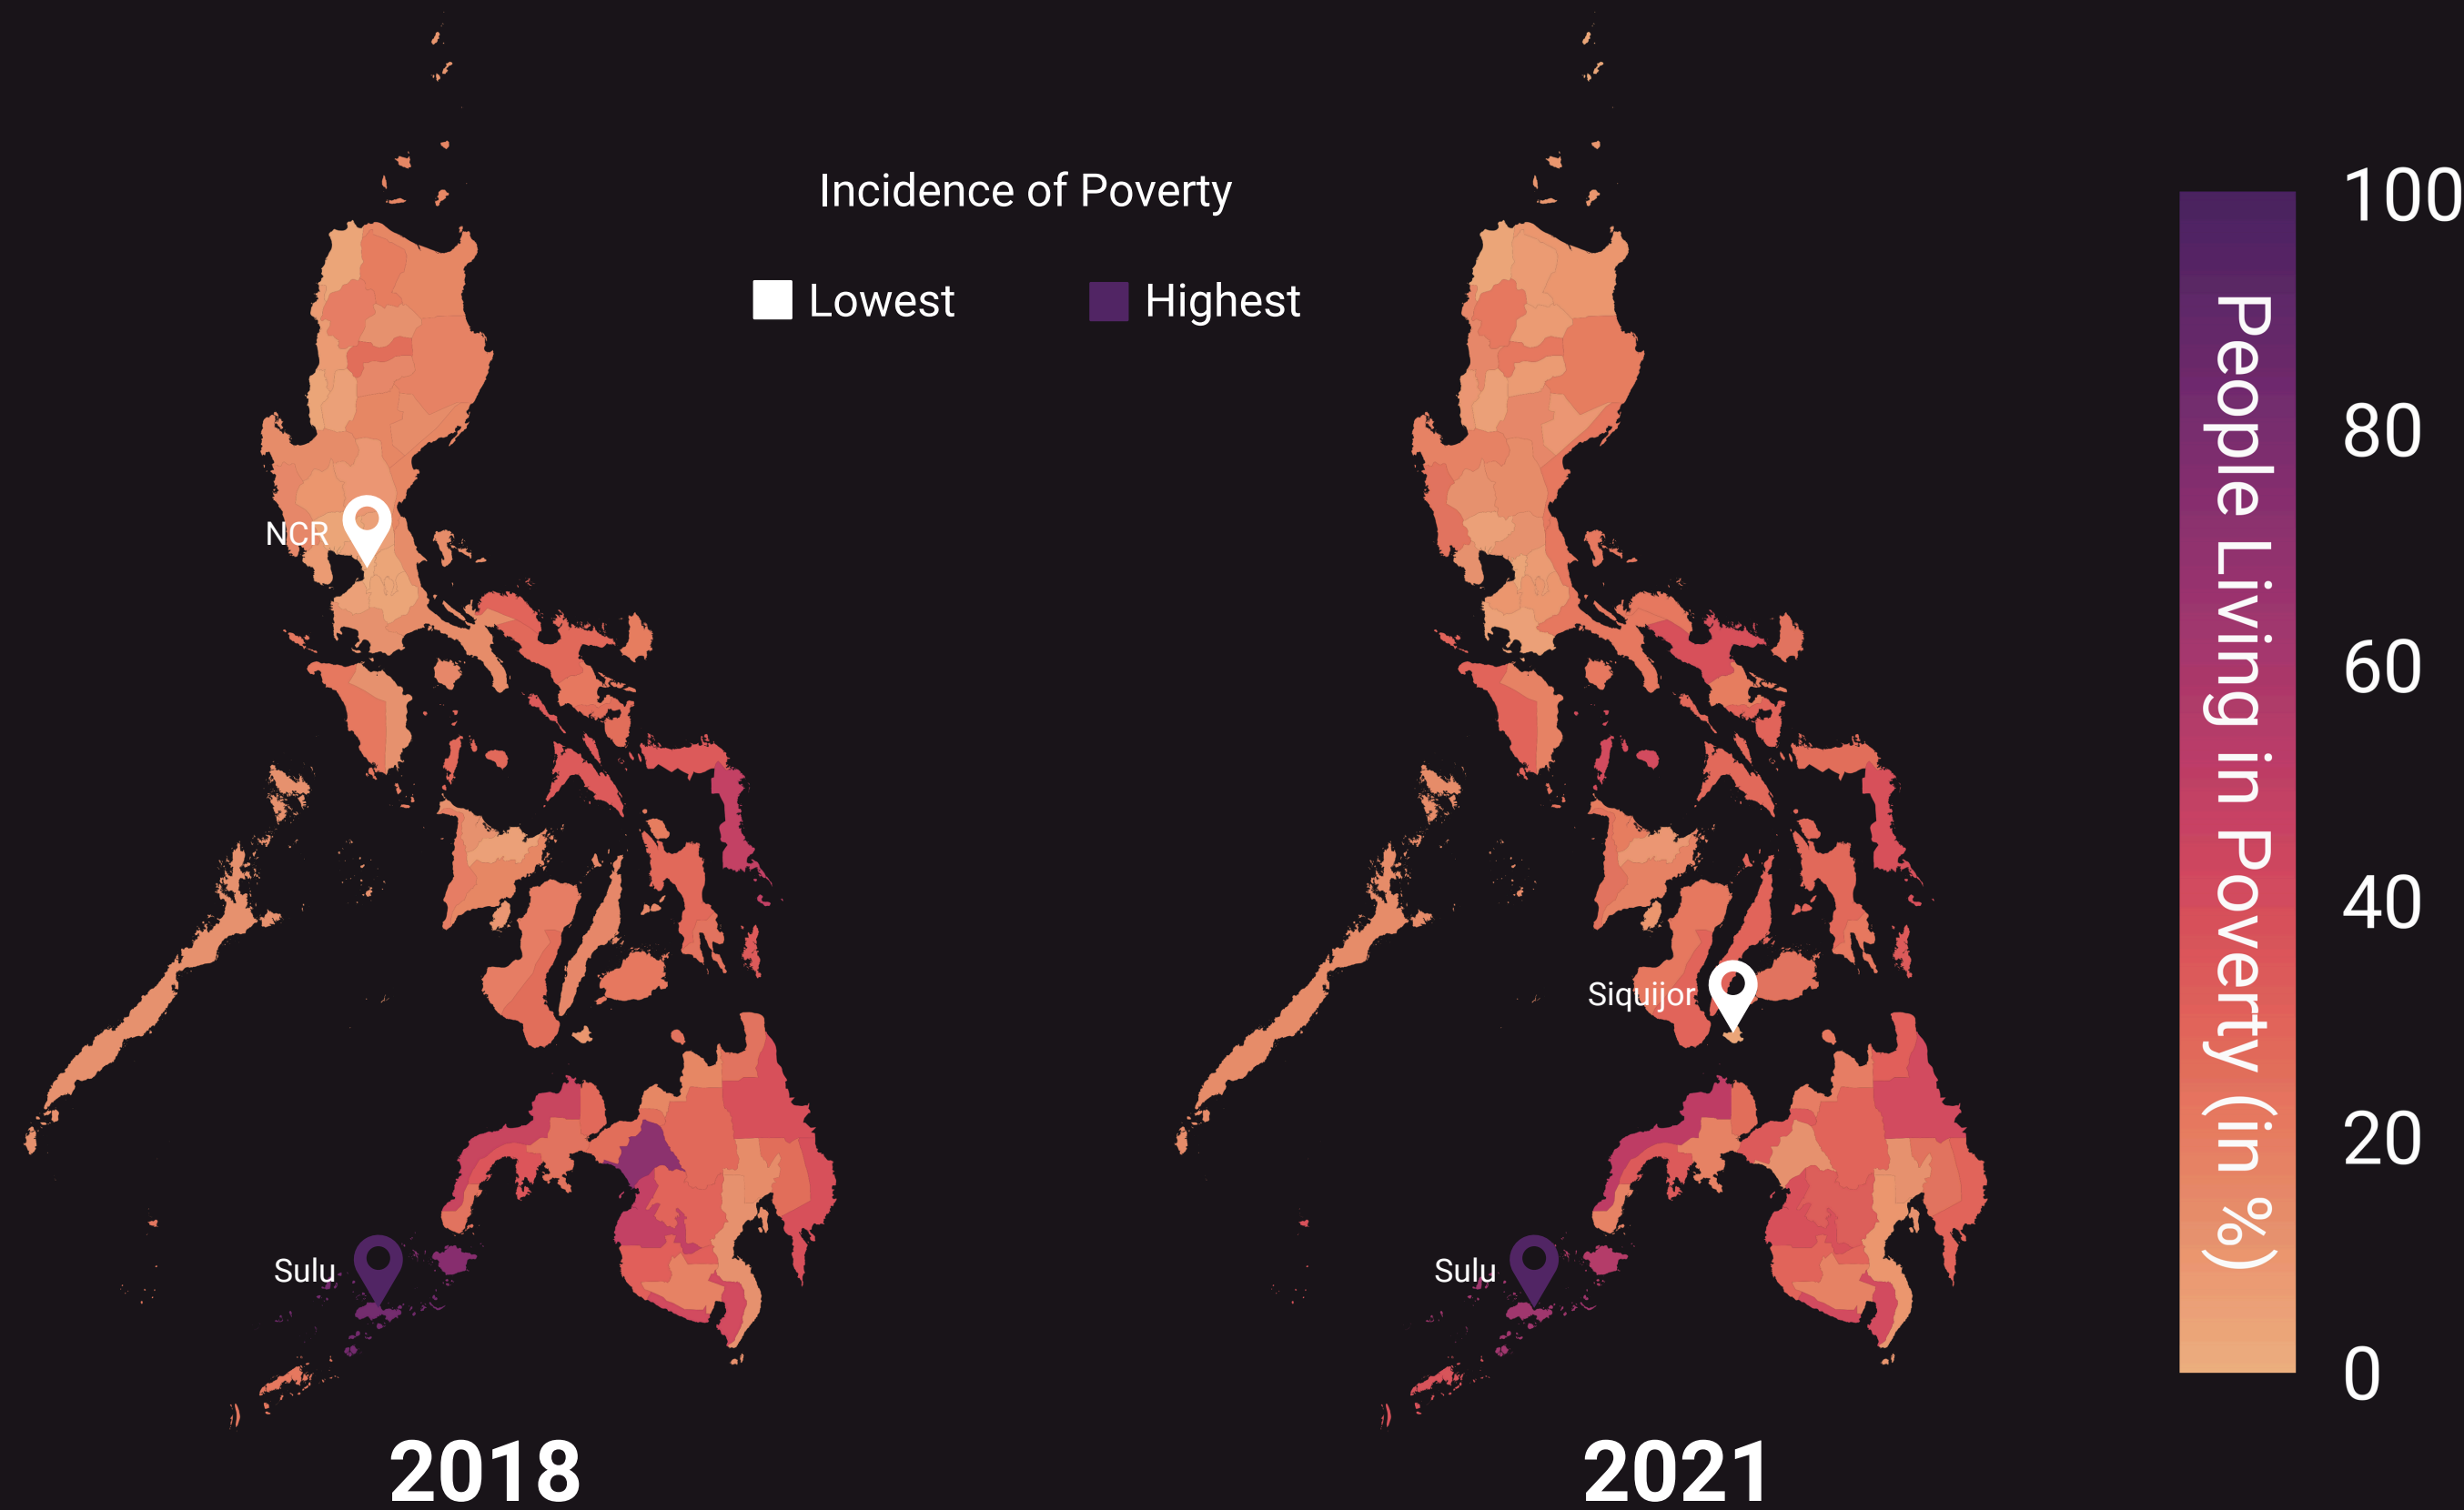 Incidence of Poverty
Lowest
Highest
NCR
Sulu
2018
Siquijor
Sulu
2021
100
80
60
40
20
0
People Living in Poverty (in %)